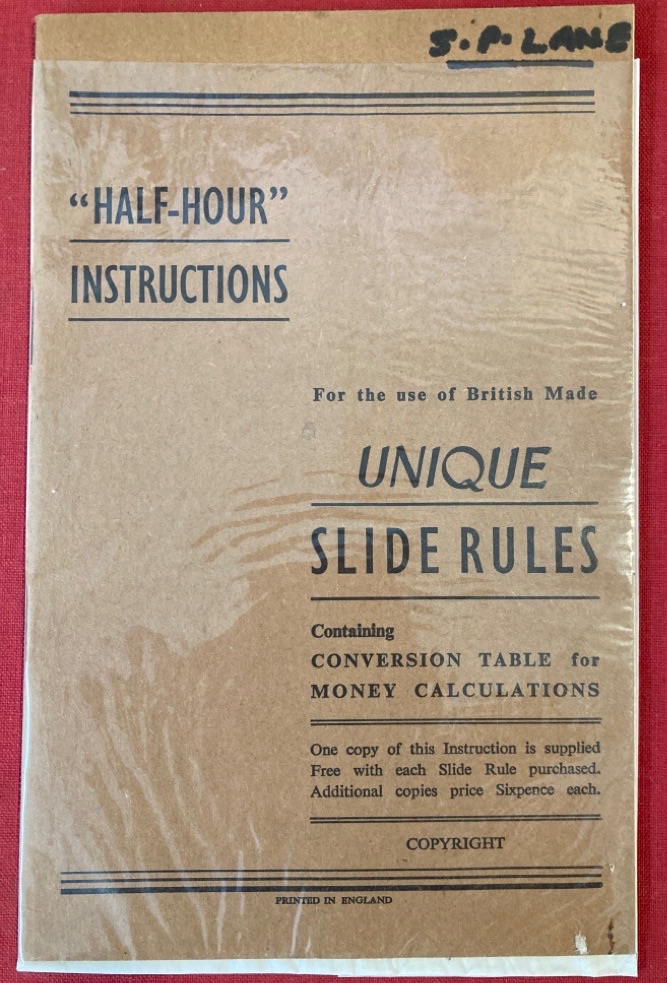 S.P. LANE
“HALF-HOUR”
INSTRUCTIONS
For the use of British Made
UNIQUE
SLIDE RULES
Containing
CONVERSION TABLE for
MONEY CALCULATIONS
One copy of this Instruction is supplied
Free with each Slide Rule purchased.
Additional copies price Sixpence each.
COPYRIGHT
PRINTED IN ENGLAND